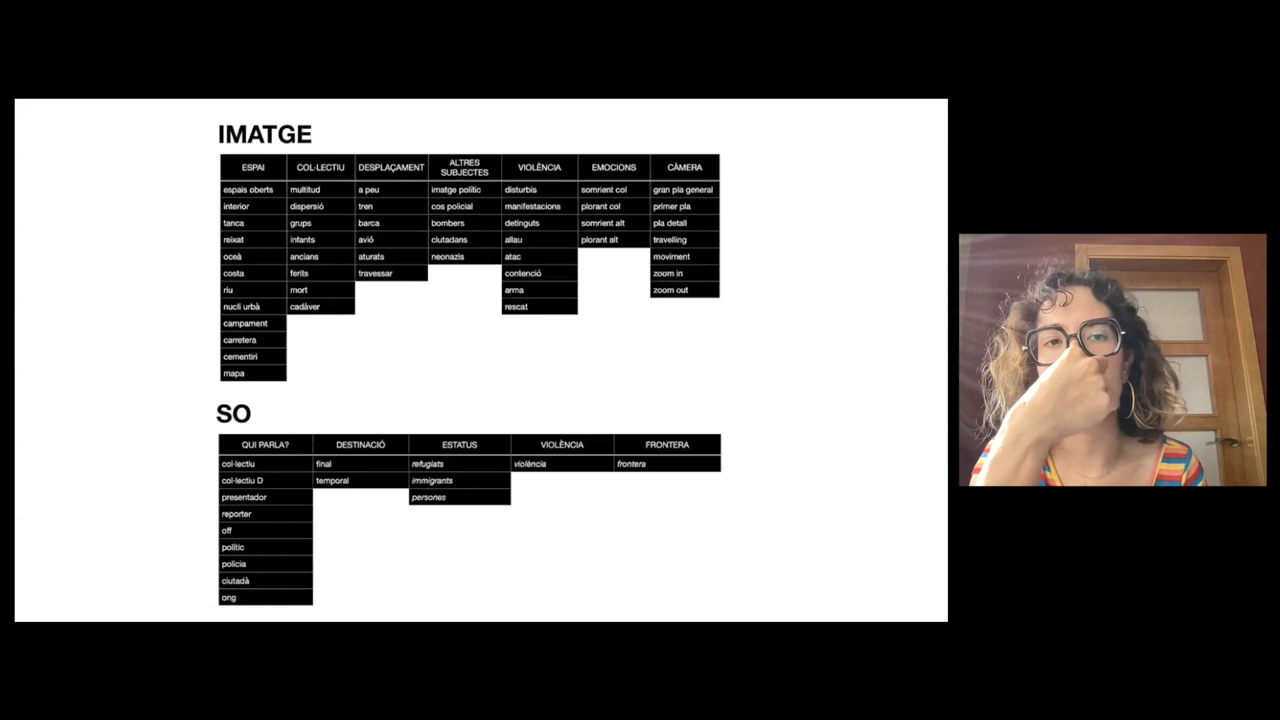 IMATGE
ESPAI COL·LECTIU DESPLAÇAMENT ALTRES SUBJECTES VIOLÈNCIA EMOCIONS CÀMERA
espais oberts multitud a peu imatge polític disturbis somrient col gran pla general
interior dispersió tren cos policial manifestacions plorant col primer pla
tanca grups barca bombers detinguts somrient alt pla detall
reixat infants avió ciutadans allau plorant alt travelling
oceà ancians aturats neonazis atac moviment
costa ferits travessar contenció zoom in
riu mort arma zoom out
nucli urbà cadàver rescat
campament
carretera
cementiri
mapa
SO
QUI PARLA? DESTINACIÓ ESTATUS VIOLÈNCIA FRONTERA
col·lectiu final refugiats violència frontera
col·lectiu D temporal immigrants
presentador persones
reporter
off
polític
policia
ciutadà
ong